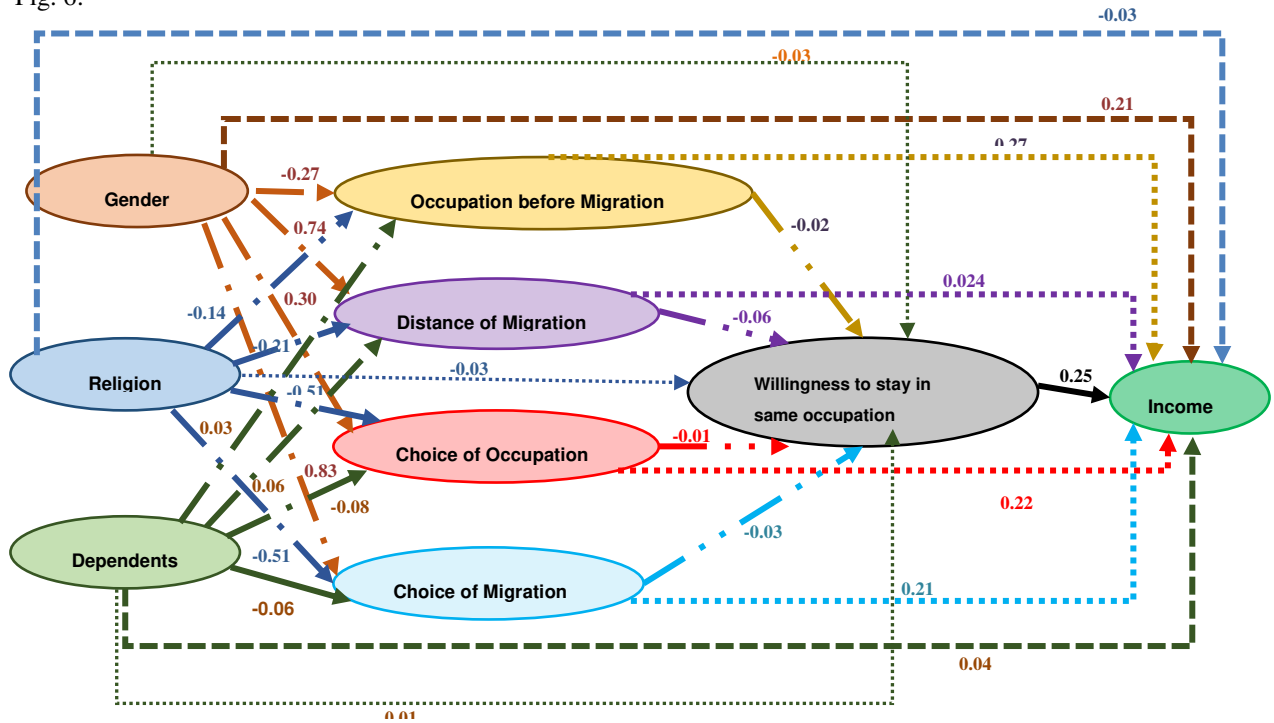 Fig. 6.
-0.03
-0.03
0.21
0.27
Gender
-0.27
Occupation before Migration
0.74
-0.02
0.30
0.024
-0.14
Distance of Migration
-0.06
-0.21
-0.03
Religion
-0.51
Willingness to stay in
same occupation
0.25
Income
0.03
-0.01
Choice of Occupation
0.83
0.06
-0.08
0.22
-0.51
-0.03
Dependents
Choice of Migration
0.21
-0.06
0.04
0.01